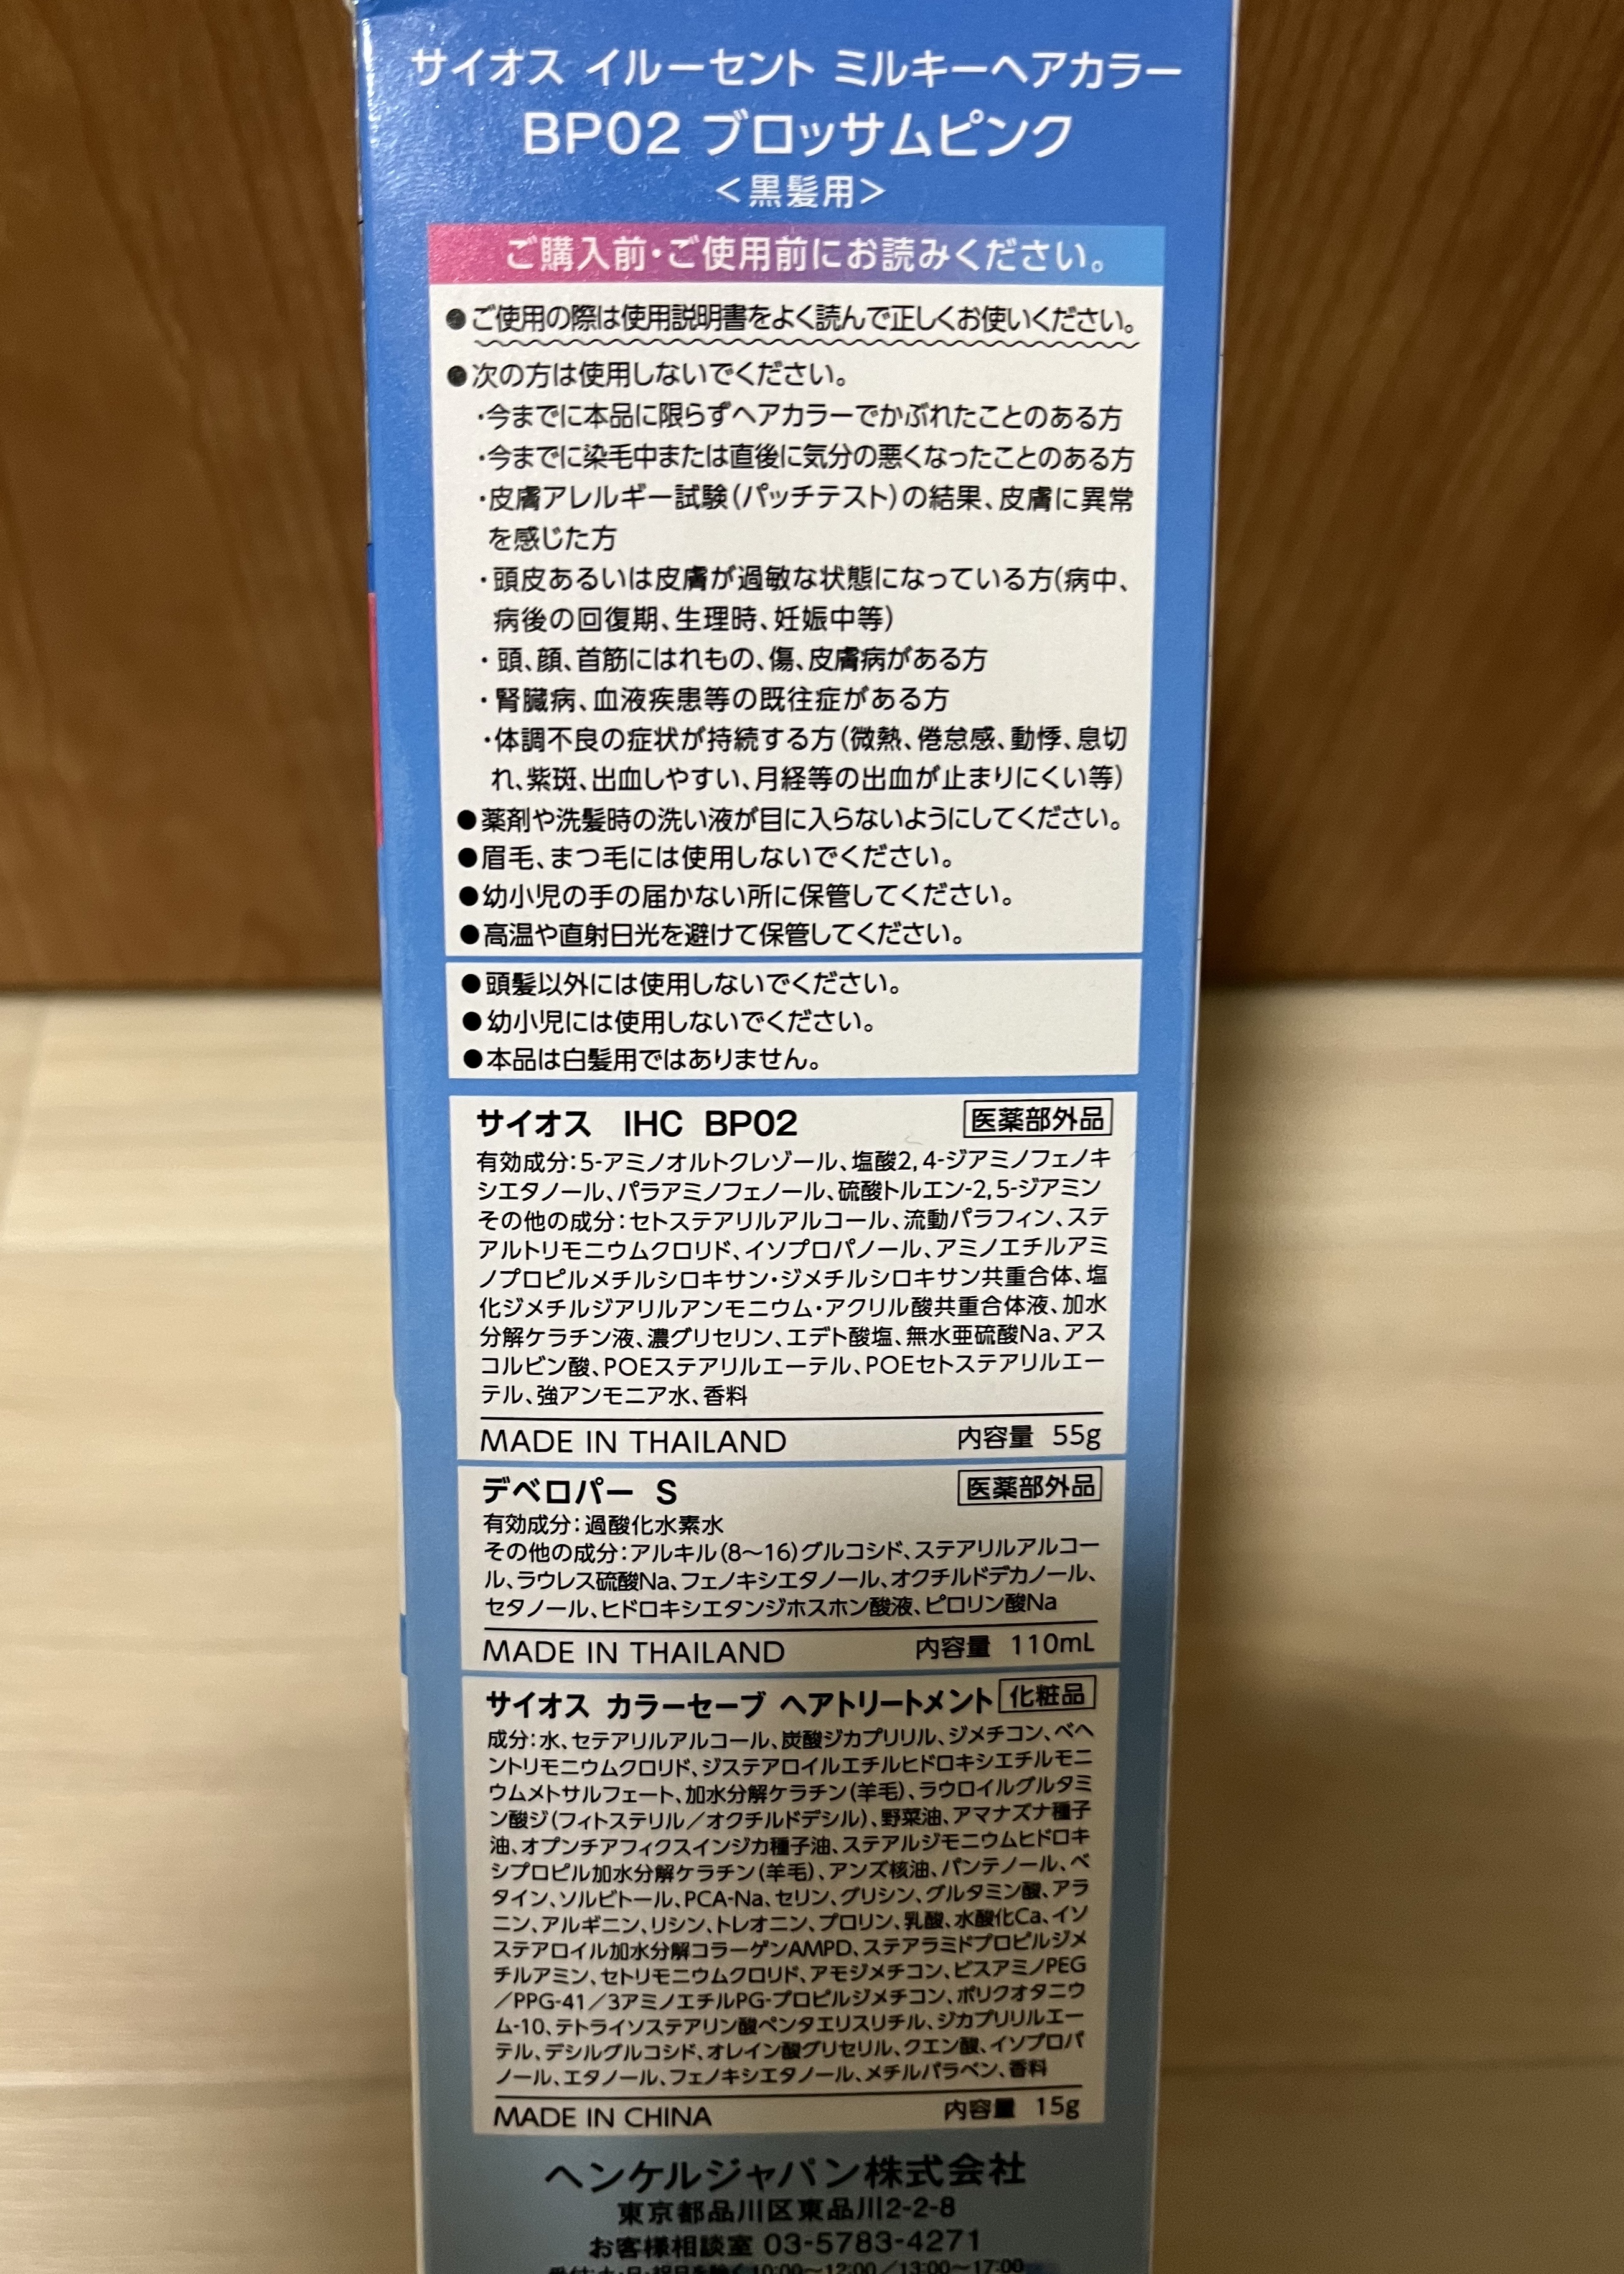 サイオス イルーセント ミルキーヘアカラー
BP02 ブロッサムピンク
<黒髪用>
ご購入前・ご使用前にお読みください。
●ご使用の際は使用説明書をよく読んで正しくお使いください。
●次の方は使用しないでください。
・今までに本品に限らずヘアカラーでかぶれたことのある方
・今までに染毛中または直後に気分の悪くなったことのある方
・皮膚アレルギー試験(パッチテスト)の結果、皮膚に異常
を感じた方
・頭皮あるいは皮膚が過敏な状態になっている方(病中、
病後の回復期、生理時、妊娠中等)
・頭、顔、首筋にはれもの、傷、皮膚病がある方
・腎臓病、血液疾患等の既往症がある方
・体調不良の症状が持続する方(微熱、倦怠感、動悸、息切
れ、紫斑、出血しやすい、月経等の出血が止まりにくい等)
●薬剤や洗髪時の洗い液が目に入らないようにしてください。
●眉毛、まつ毛には使用しないでください。
●幼小児の手の届かない所に保管してください。
●高温や直射日光を避けて保管してください。
●頭髪以外には使用しないでください。
●幼小児には使用しないでください。
●本品は白髪用ではありません。
サイオス IHC BP02 医薬部外品
有効成分:5-アミノオルトクレゾール、塩酸2,4-ジアミノフェノキ
シエタノール、パラアミノフェノール、硫酸トルエン-2,5-ジアミン
その他の成分:セトステアリルアルコール、流動パラフィン、ステ
アルトリモニウムクロリド、イソプロパノール、アミノエチルアミ
ノプロピルメチルシロキサン・ジメチルシロキサン共重合体、塩
化ジメチルジアリルアンモニウム・アクリル酸共重合体液、加水
分解ケラチン液、濃グリセリン、エデト酸塩、無水亜硫酸Na、アス
コルビン酸、POEステアリルエーテル、POEセトステアリルエー
テル、強アンモニア水、香料
MADE IN THAILAND 内容量 55g
デベロパー S 医薬部外品
有効成分:過酸化水素水
その他の成分:アルキル(8〜16)グルコシド、ステアリルアルコー
ル、ラウレス硫酸Na、フェノキシエタノール、オクチルドデカノール、
セタノール、ヒドロキシエタンジホスホン酸液、ピロリン酸Na
MADE IN THAILAND 内容量 110mL
サイオス カラーセーブ ヘアトリートメント 化粧品
成分:水、セテアリルアルコール、炭酸ジカプリリル、ジメチコン、ベヘ
ントリモニウムクロリド、ジステアロイルエチルヒドロキシエチルモニ
ウムメトサルフェート、加水分解ケラチン(羊毛)、ラウロイルグルタミ
ン酸ジ(フィトステリル/オクチルドデシル)、野菜油、アマナズナ種子
油、オプンチアフィクスインジカ種子油、ステアルジモニウムヒドロキ
シプロピル加水分解ケラチン(羊毛)、アンズ核油、パンテノール、ベ
タイン、ソルビトール、PCA-Na、セリン、グリシン、グルタミン酸、アラ
ニン、アルギニン、リシン、トレオニン、プロリン、乳酸、水酸化Ca、イソ
ステアロイル加水分解コラーゲンAMPD、ステアラミドプロピルジメ
チルアミン、セトリモニウムクロリド、アモジメチコン、ビスアミノPEG
/PPG-41/3アミノエチルPG-プロピルジメチコン、ポリクオタニウ
ム-10、テトライソステアリン酸ペンタエリスリチル、ジカプリリルエー
テル、デシルグルコシド、オレイン酸グリセリル、クエン酸、イソプロパ
ノール、エタノール、フェノキシエタノール、メチルパラベン、香料
MADE IN CHINA 内容量 15g
ヘンケルジャパン株式会社
東京都品川区東品川2-2-8
お客様相談室 03-5783-4271
受付:土・日・祝日を除く10:00〜12:00/13:00〜17:00